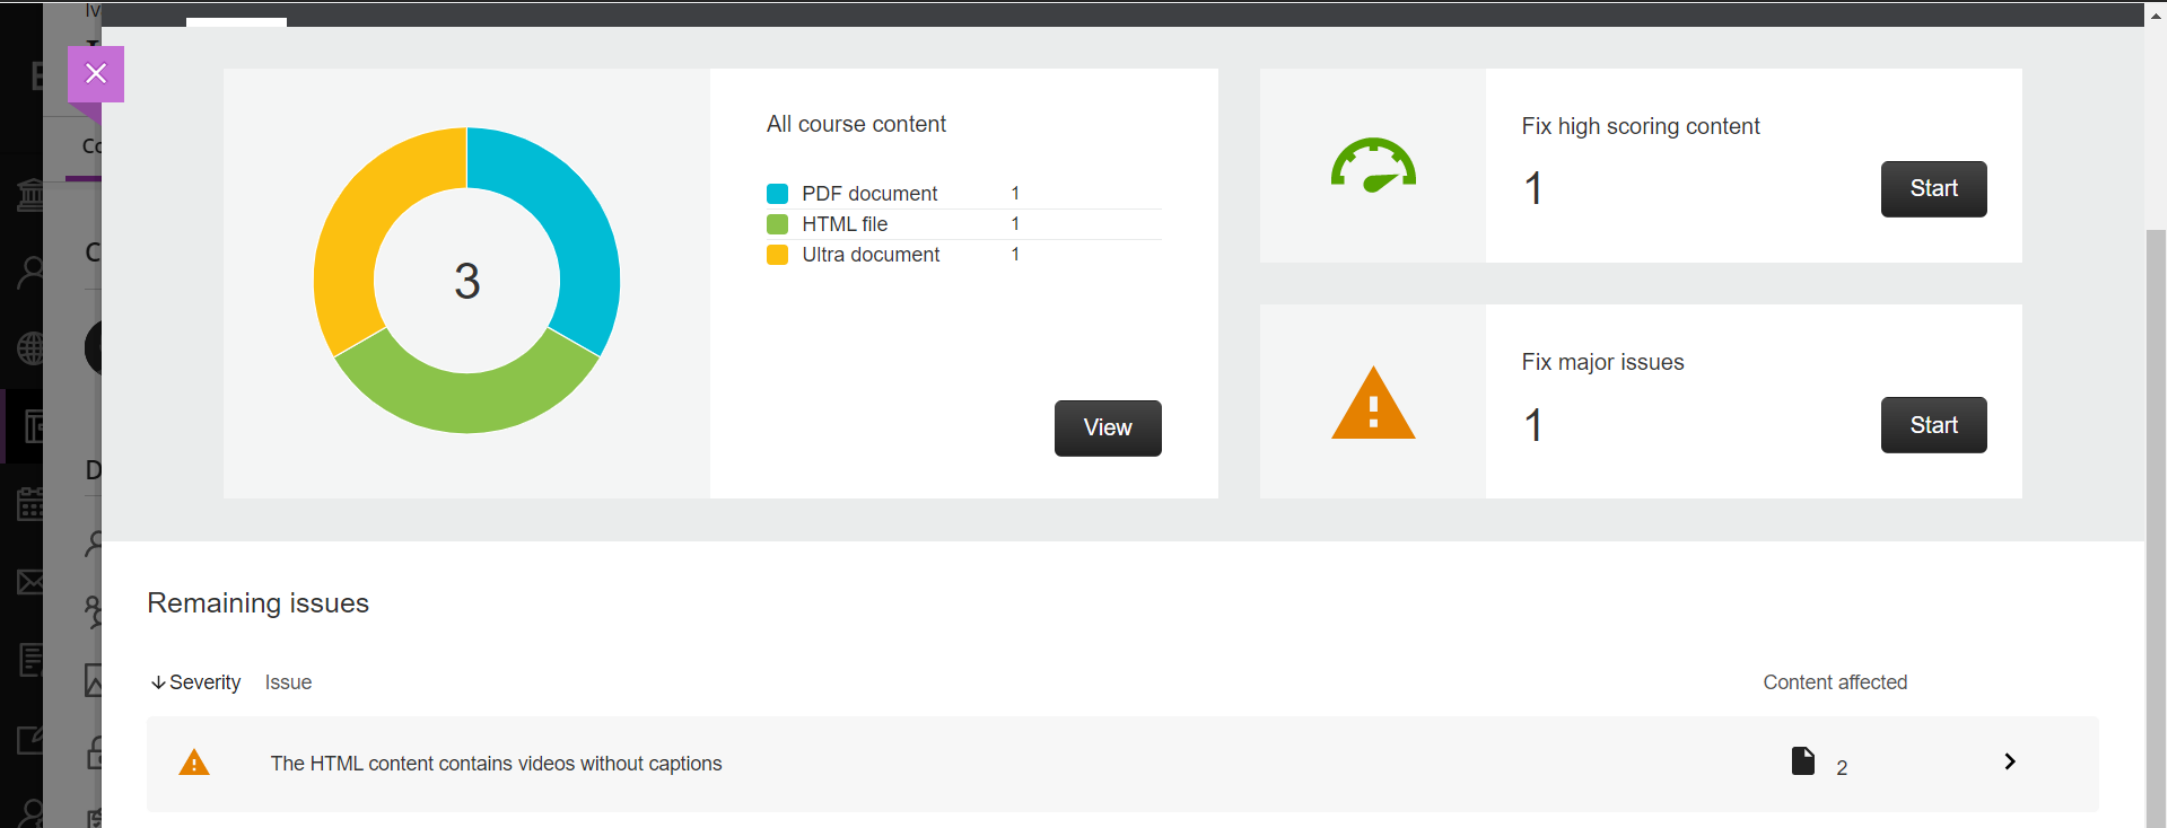 All course content
PDF document 1
HTML file 1
Ultra document 1
3
View
Fix high scoring content
1
Start
Fix major issues
1
Start
Remaining issues
Severity Issue Content affected
The HTML content contains videos without captions 2